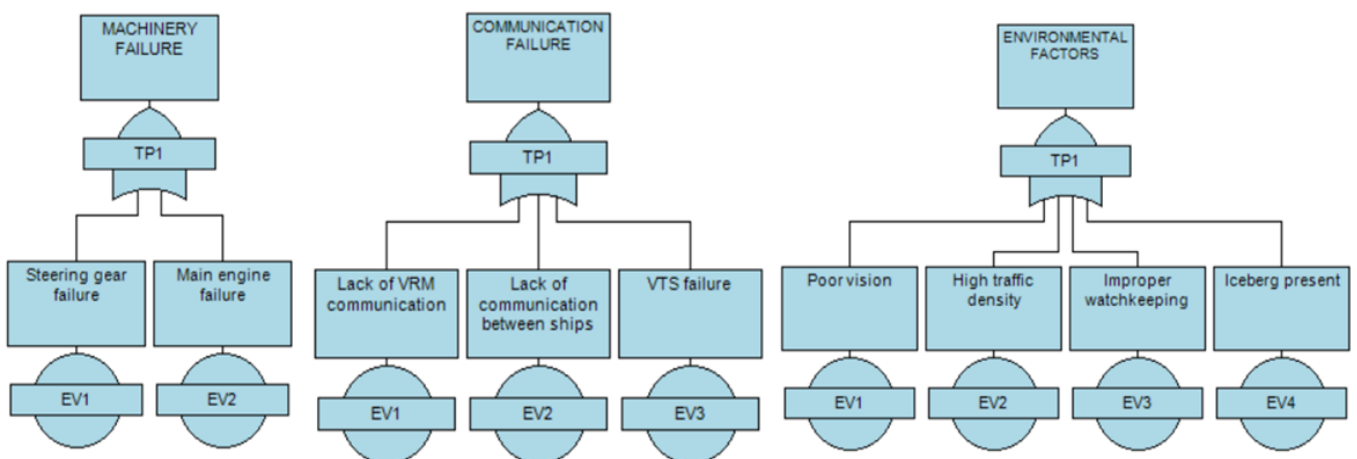 MACHINERY
FAILURE
TP1
Steering gear
failure
Main engine
failure
EV1
EV2
COMMUNICATION
FAILURE
TP1
Lack of VRM
communication
Lack of
communication
between ships
VTS failure
EV1
EV2
EV3
ENVIRONMENTAL
FACTORS
TP1
Poor vision
High traffic
density
Improper
watchkeeping
Iceberg present
EV1
EV2
EV3
EV4